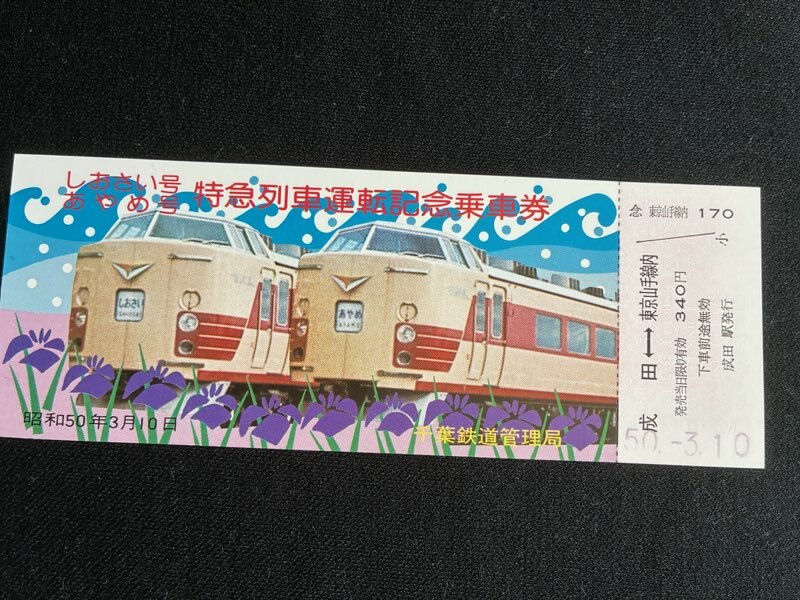 しおさい号
あやめ号
特急列車運転記念乗車券
しおさい
SHIOSAI
あやめ
AYAME
昭和50年3月10日
千葉鉄道管理局
念 東京山手線内 170
小
成田⟷東京山手線内
発売当日限り有効 340円
下車前途無効
成田駅発行
50.-3.10